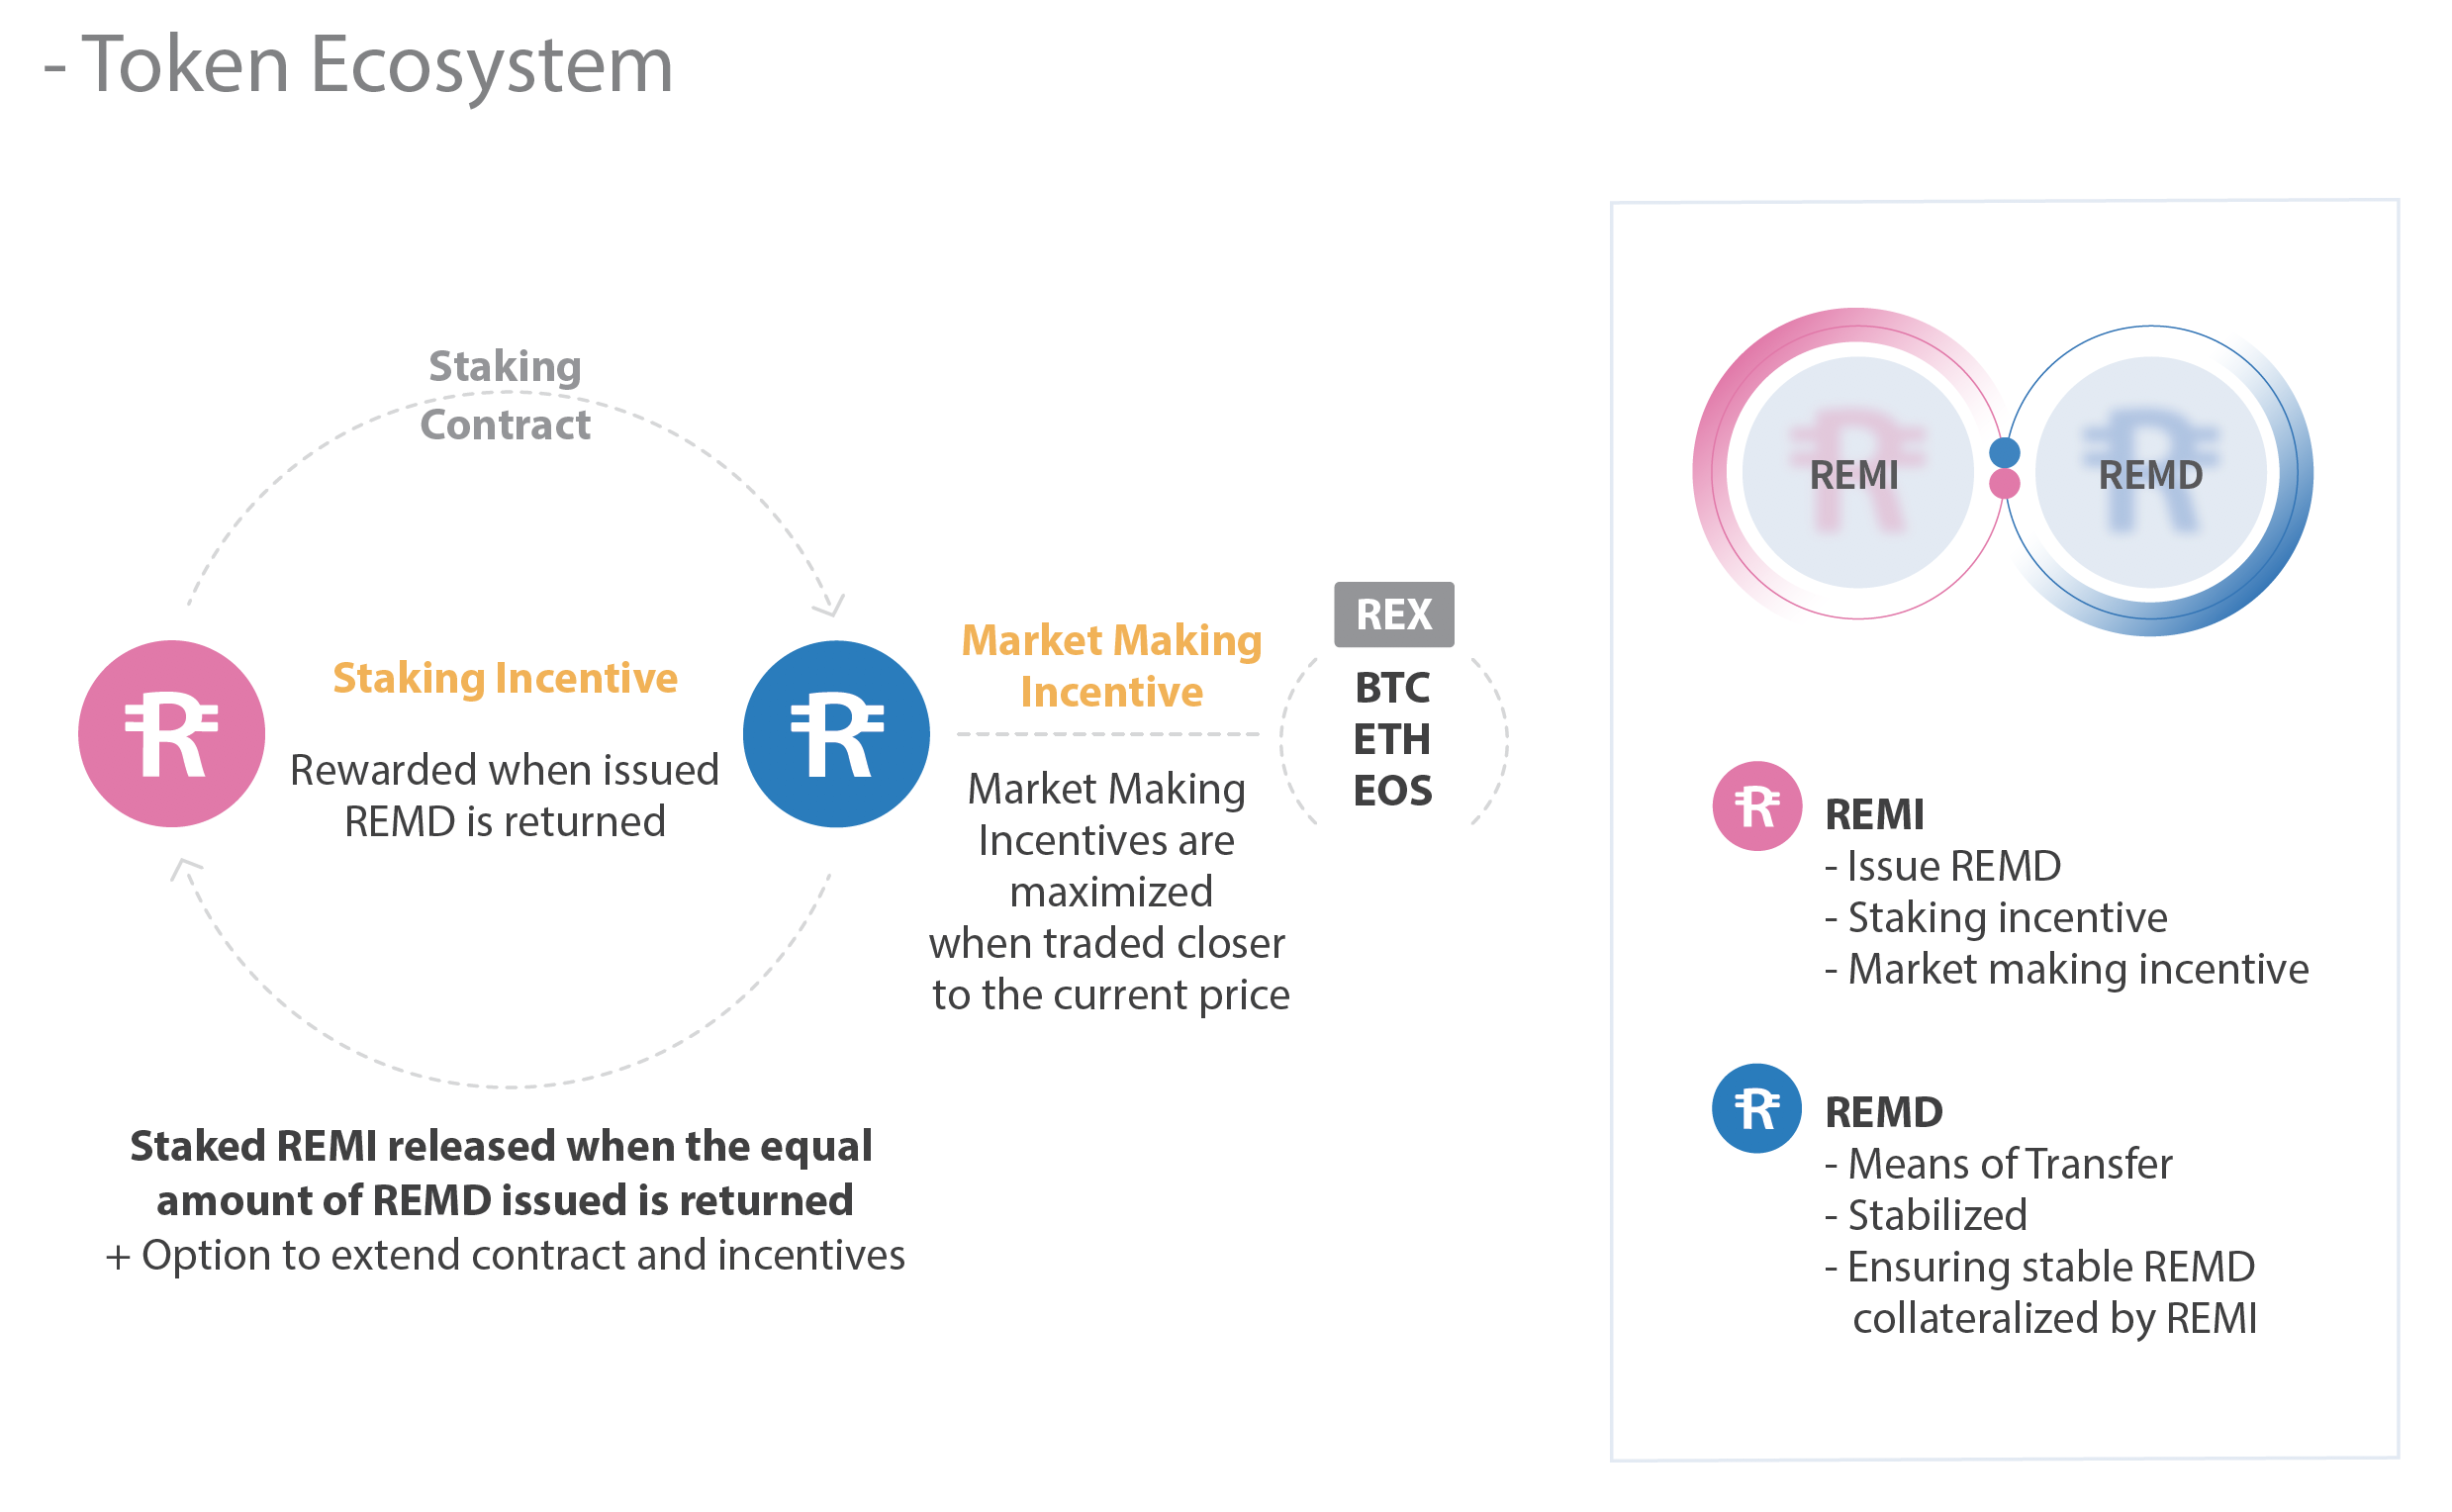 - Token Ecosystem
Staking
Contract
Staking Incentive
Rewarded when issued
REMD is returned
Market Making
Incentive
Market Making
Incentives are
maximized
when traded closer
to the current price
REX
BTC
ETH
EOS
Staked REMI released when the equal
amount of REMD issued is returned
+ Option to extend contract and incentives
REMI
REMD
REMI
- Issue REMD
- Staking incentive
- Market making incentive
REMD
- Means of Transfer
- Stabilized
- Ensuring stable REMD
collateralized by REMI